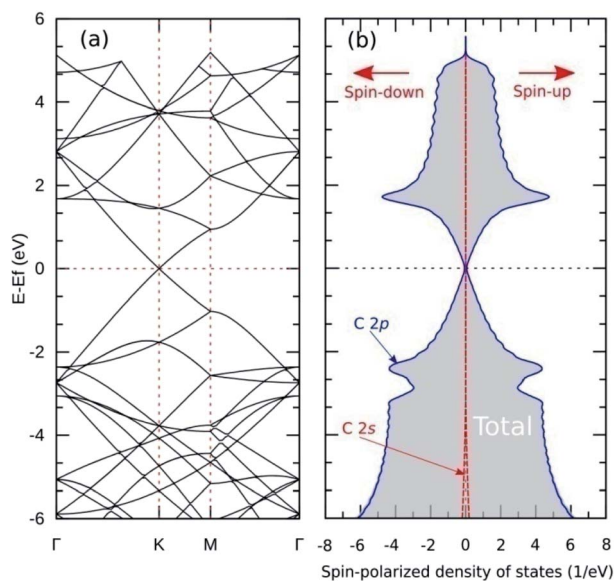 (a)
(b)
Spin-down
Spin-up
C 2p
Total
C 2s
E-Ef (eV)
6
4
2
0
-2
-4
-6
Γ K M Γ
-8 -6 -4 -2 0 2 4 6 8
Spin-polarized density of states (1/eV)